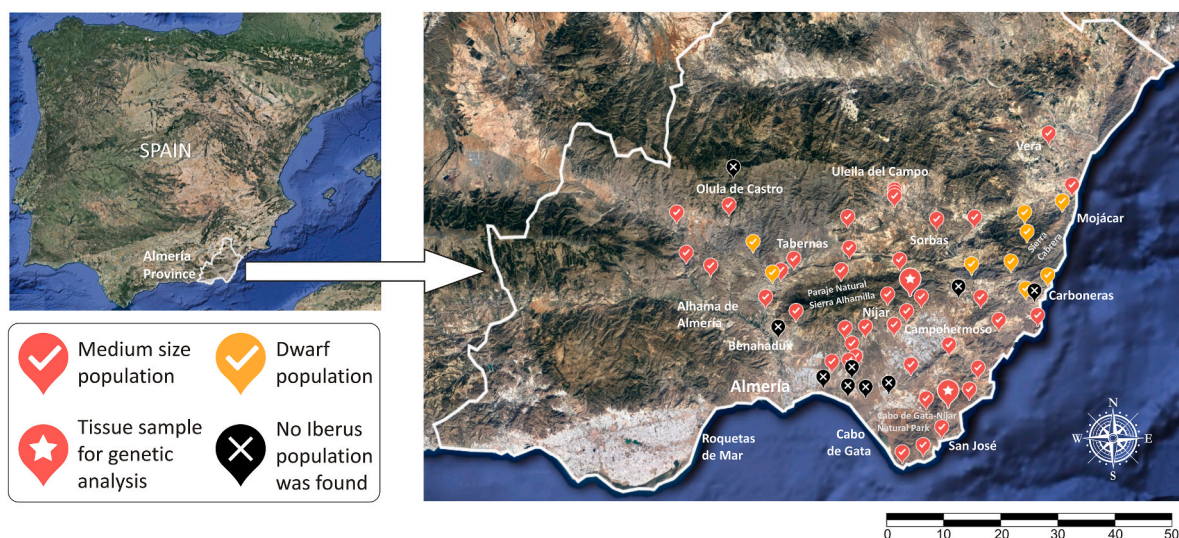 SPAIN
Almería
Province
Medium size
population
Dwarf
population
Tissue sample
for genetic
analysis
No Iberus
population
was found
Vera
Olula de Castro
Ulella del Campo
Mojácar
Sorbas
Sierra
Cabrera
Tabernas
Paraje Natural
Sierra Alhamilla
Carboneras
Alhama de
Almería
Níjar
Campohermoso
Benahadux
Almería
Cabo de Gata-Níjar
Natural Park
Roquetas
de Mar
Cabo
de Gata
San José
N
W E
S
0 10 20 30 40 50